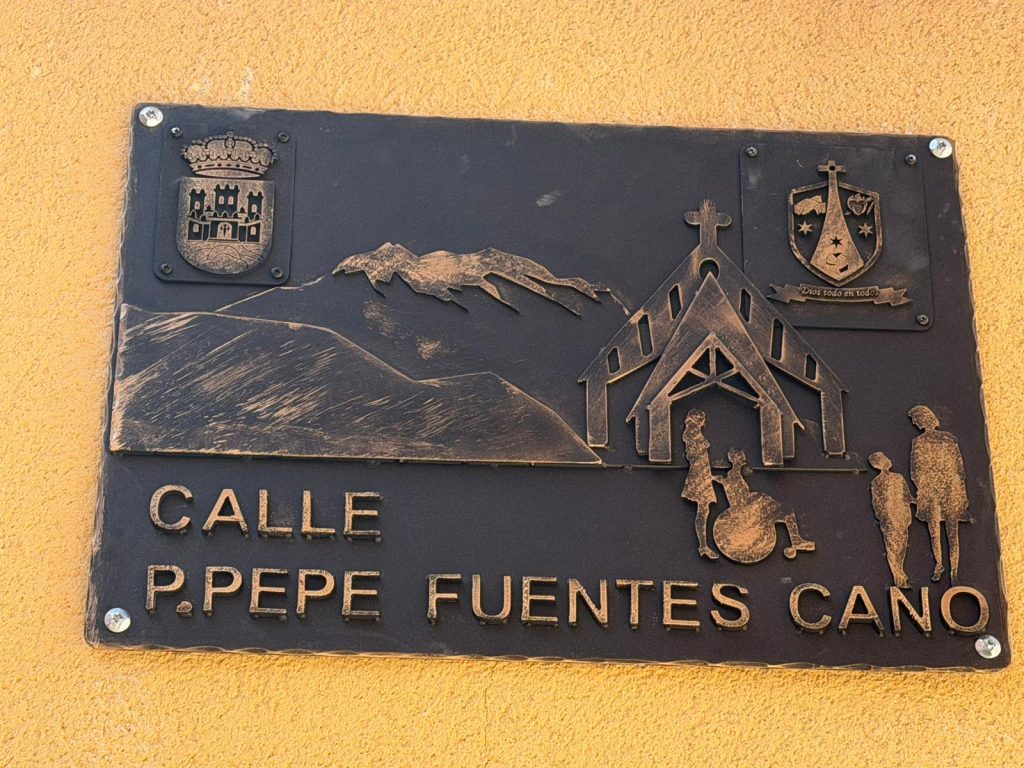 Dios todo en todos
CALLE
P.PEPE FUENTES CANO